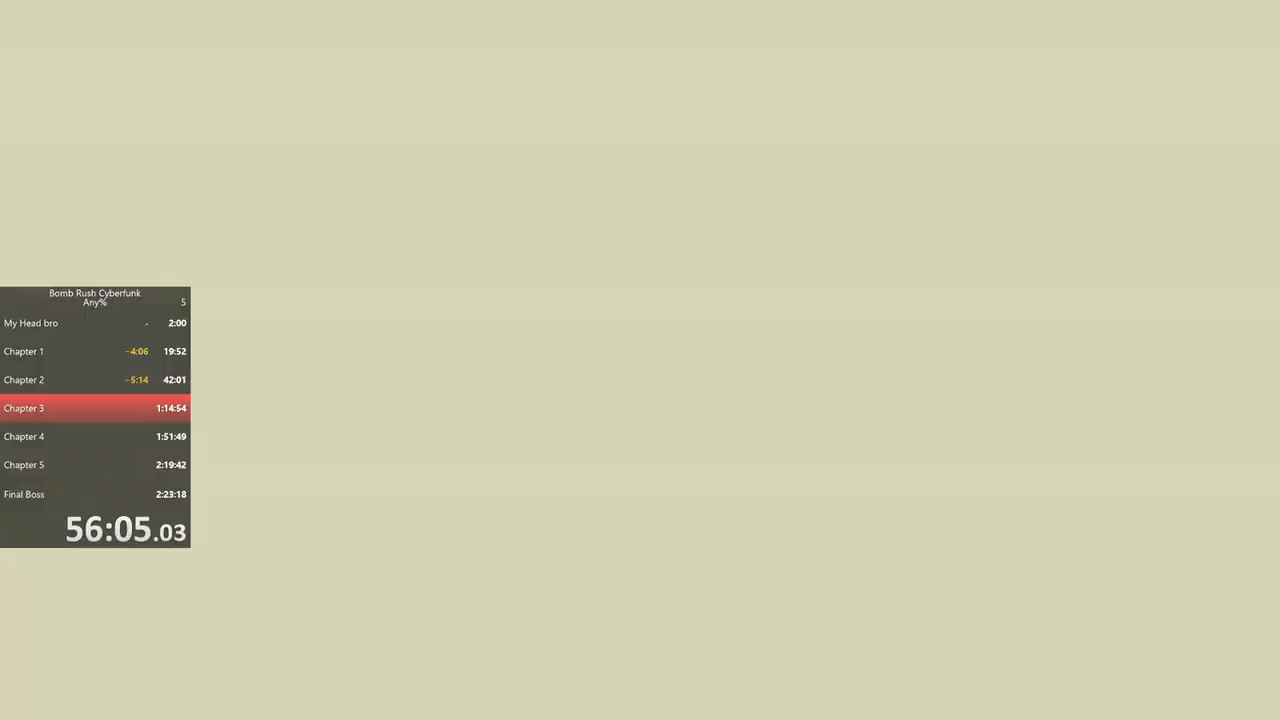 Bomb Rush Cyberfunk
Any% 5
My Head bro - 2:00
Chapter 1 −4:06 19:52
Chapter 2 −5:14 42:01
Chapter 3 1:14:54
Chapter 4 1:51:49
Chapter 5 2:19:42
Final Boss 2:23:18
56:05.03